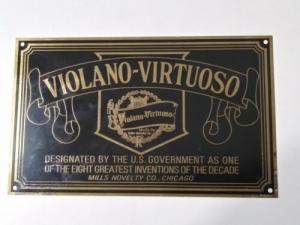 VIOLANO-VIRTUOSO
Violano-Virtuoso
DESIGNATED BY THE U.S. GOVERNMENT AS ONE
OF THE EIGHT GREATEST INVENTIONS OF THE DECADE
MILLS NOVELTY CO., CHICAGO